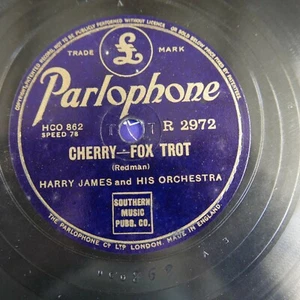 TRADE MARK
Parlophone
HCO 862
SPEED 78
R 2972
CHERRY - FOX TROT
(Redman)
HARRY JAMES and HIS ORCHESTRA
SOUTHERN
MUSIC
PUBG. CO.
THE PARLOPHONE CO LTD LONDON. MADE IN ENGLAND.